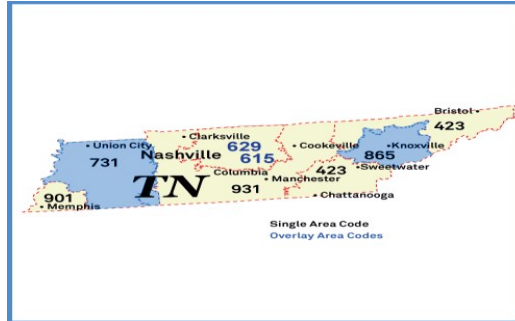 Bristol
423
Clarksville
Union City
629
Cookeville
Knoxville
Nashville
615
865
731
Sweetwater
Columbia
423
TN
Manchester
931
901
Chattanooga
Memphis
Single Area Code
Overlay Area Codes